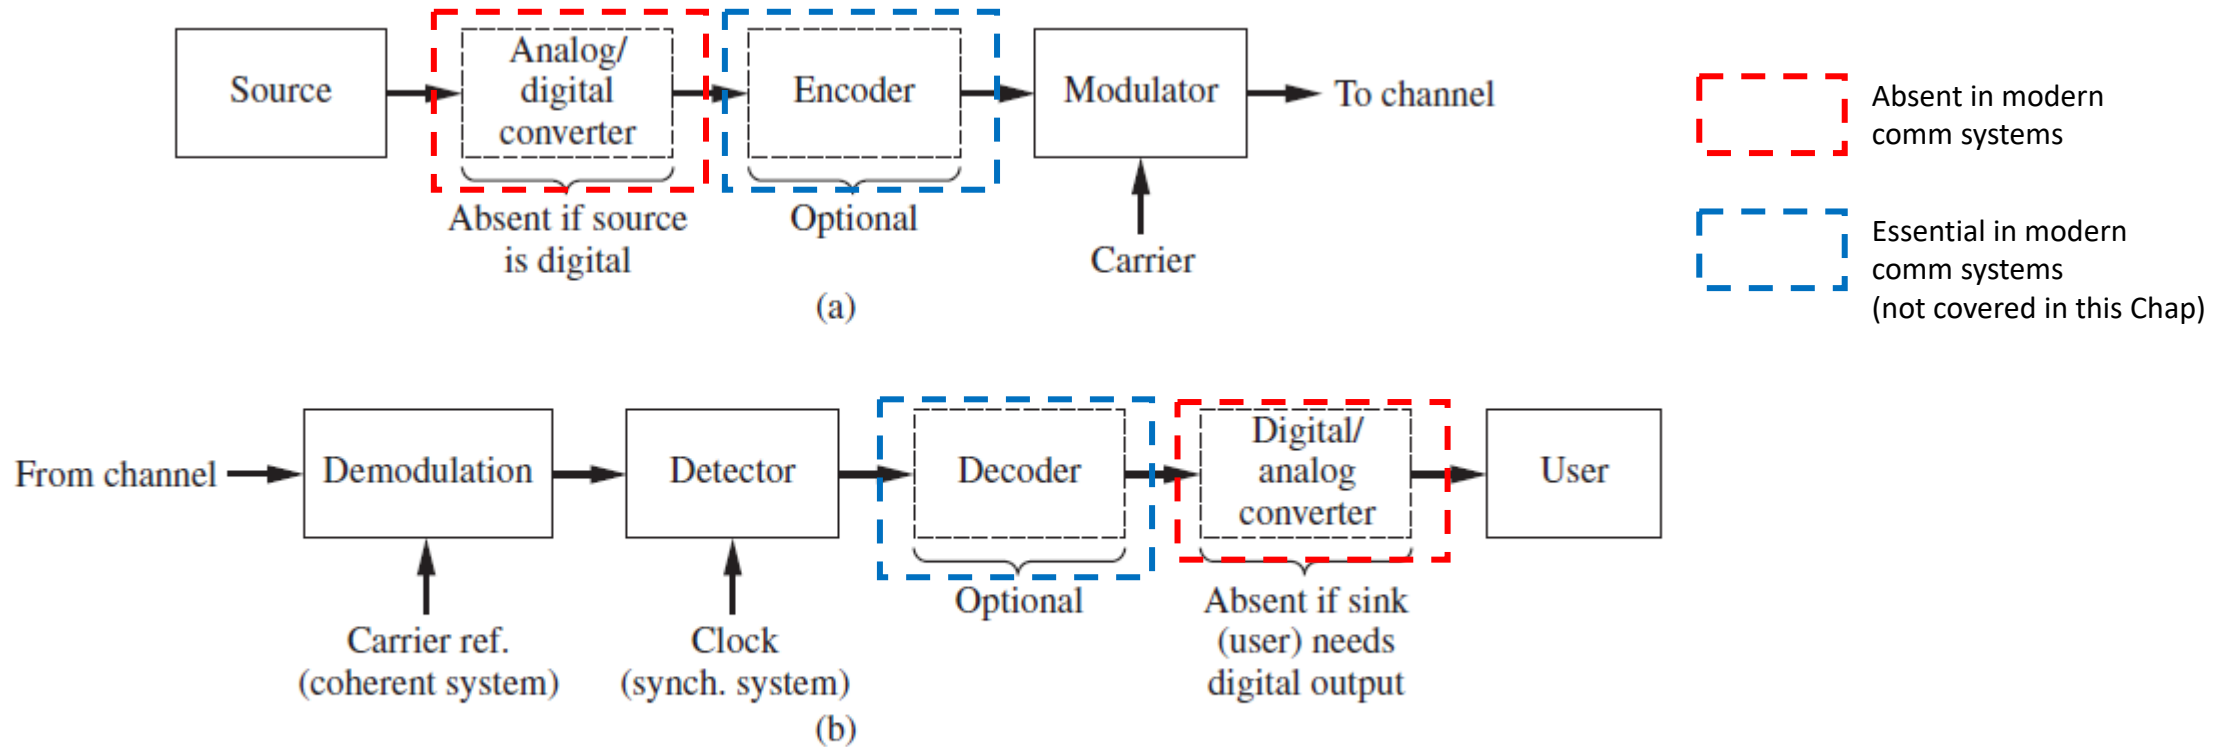 Source
Analog/
digital
converter
Encoder
Modulator
To channel
Absent if source
is digital
Optional
Carrier
(a)
Absent in modern
comm systems
Essential in modern
comm systems
(not covered in this Chap)
From channel
Demodulation
Detector
Decoder
Digital/
analog
converter
User
Carrier ref.
(coherent system)
Clock
(synch. system)
Optional
Absent if sink
(user) needs
digital output
(b)